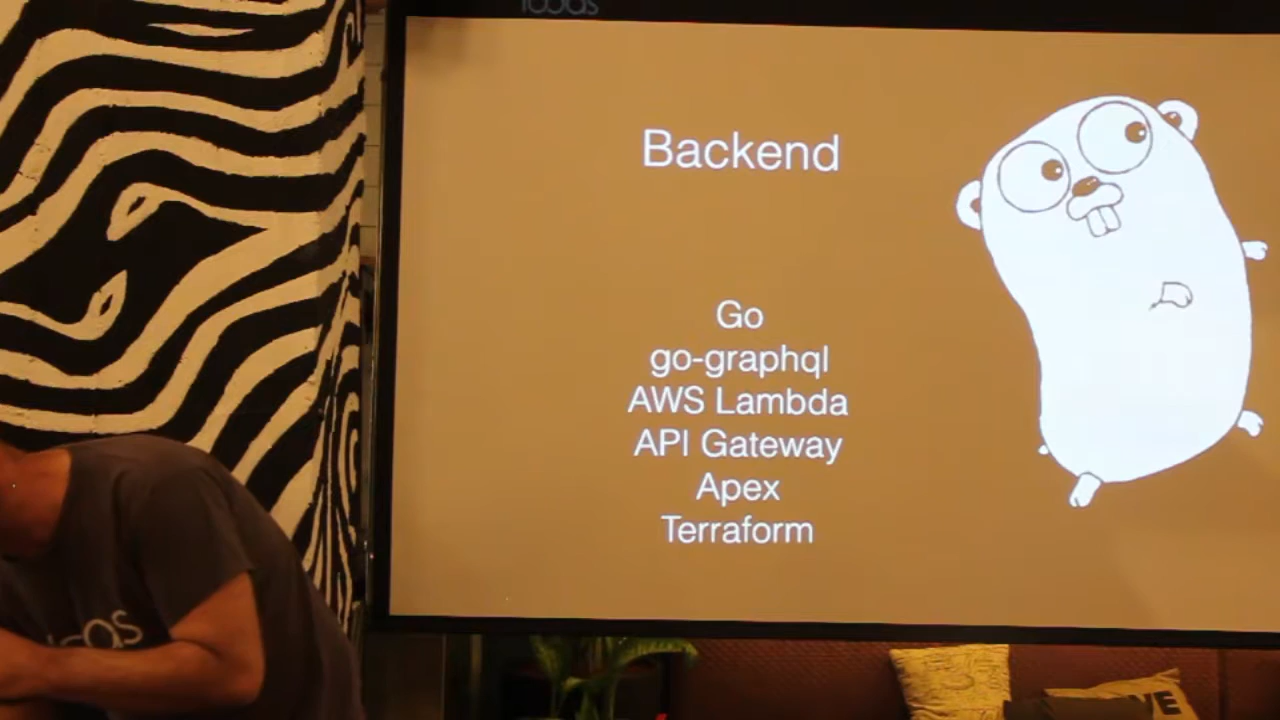 Backend
Go
go-graphql
AWS Lambda
API Gateway
Apex
Terraform